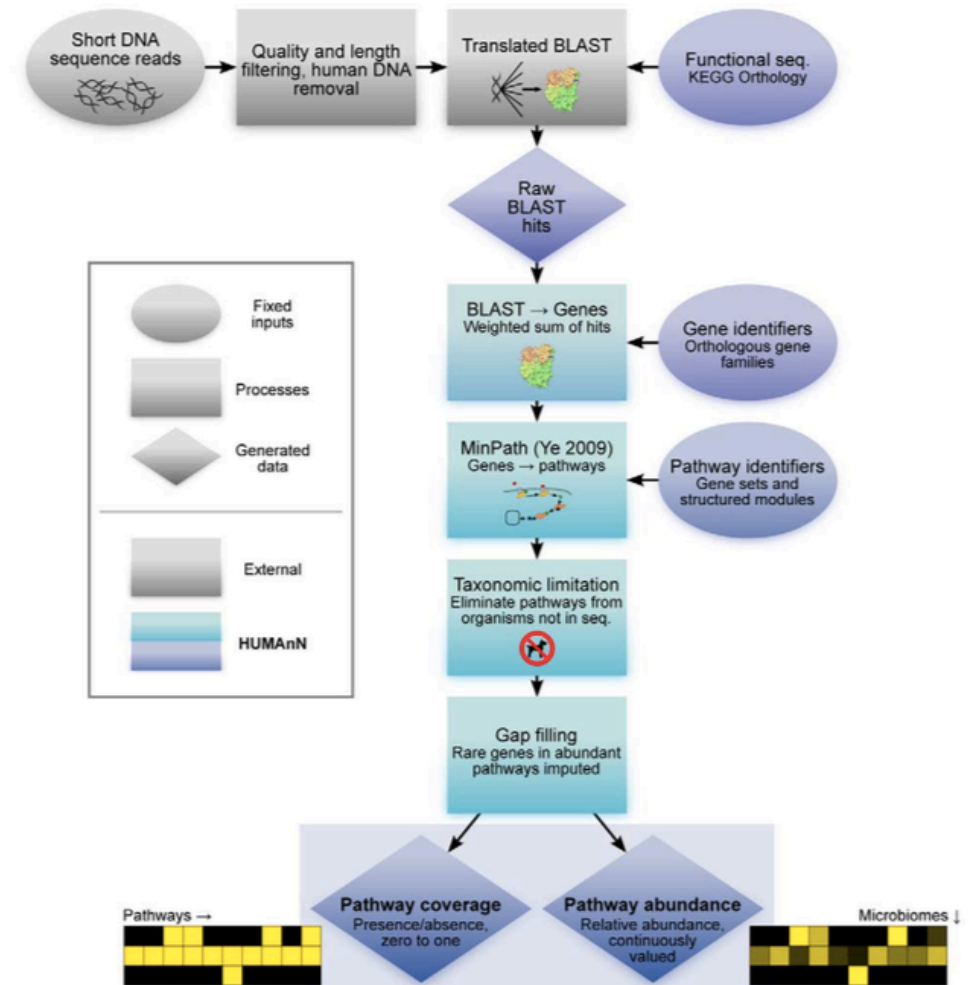 Short DNA
sequence reads
Quality and length
filtering, human DNA
removal
Translated BLAST
Functional seq.
KEGG Orthology
Raw
BLAST
hits
BLAST → Genes
Weighted sum of hits
Gene identifiers
Orthologous gene
families
MinPath (Ye 2009)
Genes → pathways
Pathway identifiers
Gene sets and
structured modules
Taxonomic limitation
Eliminate pathways from
organisms not in seq.
Gap filling
Rare genes in abundant
pathways imputed
Fixed
inputs
Processes
Generated
data
External
HUMAnN
Pathway coverage
Presence/absence,
zero to one
Pathway abundance
Relative abundance,
continuously
valued
Pathways →
Microbiomes ↓